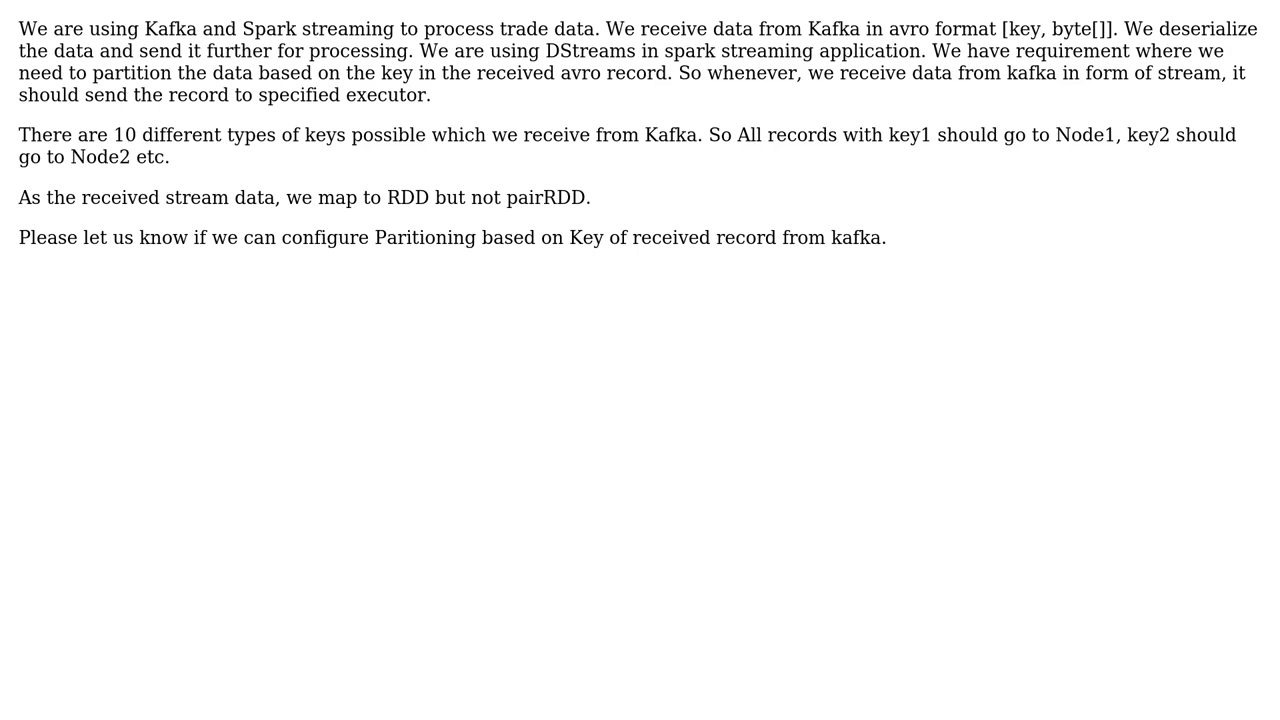 We are using Kafka and Spark streaming to process trade data. We receive data from Kafka in avro format [key, byte[]]. We deserialize
the data and send it further for processing. We are using DStreams in spark streaming application. We have requirement where we
need to partition the data based on the key in the received avro record. So whenever, we receive data from kafka in form of stream, it
should send the record to specified executor.
There are 10 different types of keys possible which we receive from Kafka. So All records with key1 should go to Node1, key2 should
go to Node2 etc.
As the received stream data, we map to RDD but not pairRDD.
Please let us know if we can configure Paritioning based on Key of received record from kafka.